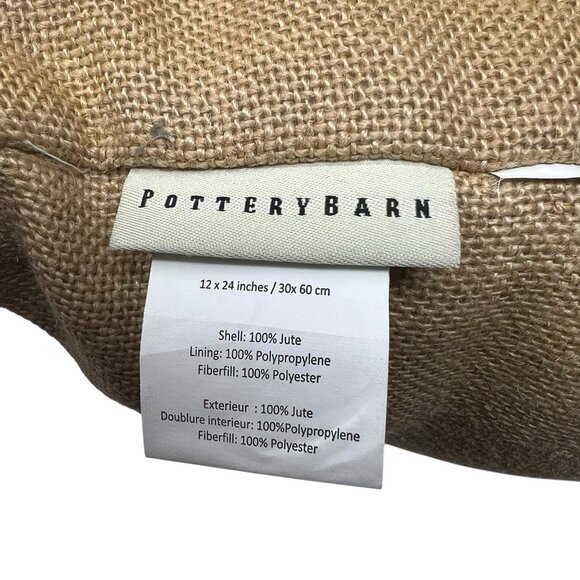 POTTERYBARN
12 x 24 inches / 30x 60 cm
Shell: 100% Jute
Lining: 100% Polypropylene
Fiberfill: 100% Polyester
Exterieur : 100% Jute
Doublure interieur: 100%Polypropylene
Fiberfill: 100% Polyester